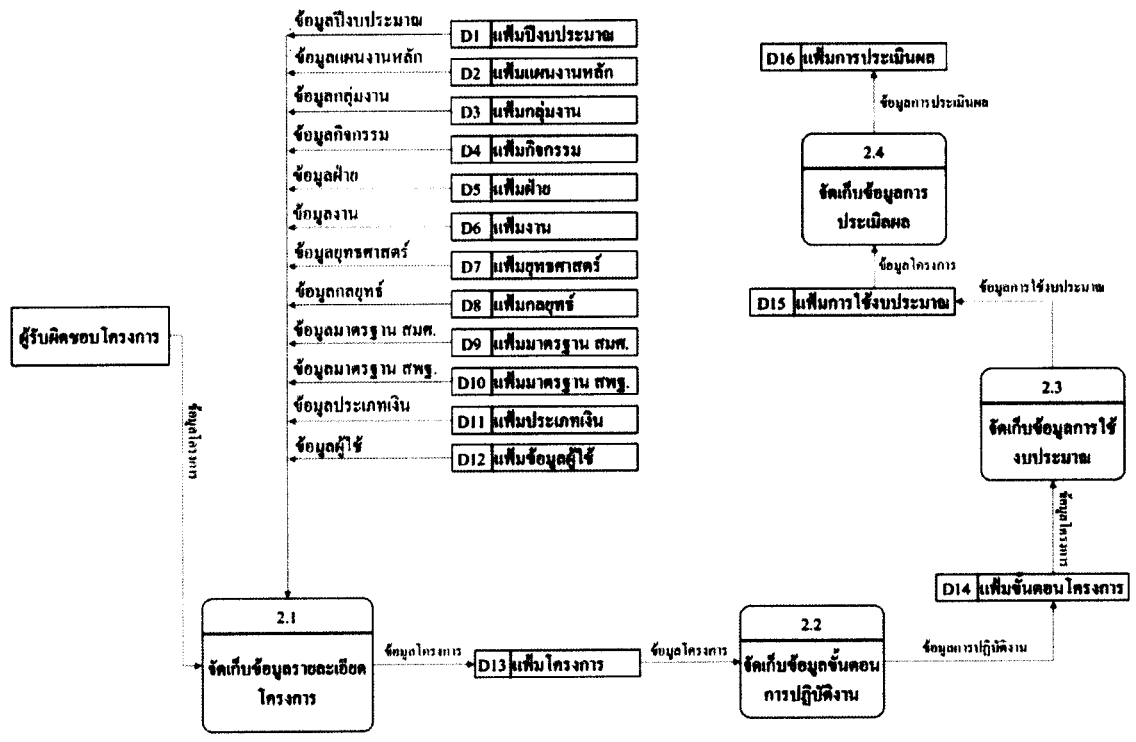 ข้อมูลปีงบประมาณ
D1 แฟ้มปีงบประมาณ
ข้อมูลแผนงานหลัก
D2 แฟ้มแผนงานหลัก
ข้อมูลกลุ่มงาน
D3 แฟ้มกลุ่มงาน
ข้อมูลกิจกรรม
D4 แฟ้มกิจกรรม
ข้อมูลฝ่าย
D5 แฟ้มฝ่าย
ข้อมูลงาน
D6 แฟ้มงาน
ข้อมูลยุทธศาสตร์
D7 แฟ้มยุทธศาสตร์
ข้อมูลกลยุทธ์
D8 แฟ้มกลยุทธ์
ข้อมูลมาตรฐาน สมศ.
D9 แฟ้มมาตรฐาน สมศ.
ข้อมูลมาตรฐาน สพฐ.
D10 แฟ้มมาตรฐาน สพฐ.
ข้อมูลประเภทเงิน
D11 แฟ้มประเภทเงิน
ข้อมูลผู้ใช้
D12 แฟ้มข้อมูลผู้ใช้
ผู้รับผิดชอบโครงการ
ข้อมูลโครงการ
2.1
จัดเก็บข้อมูลรายละเอียด
โครงการ
ข้อมูลโครงการ
D13 แฟ้มโครงการ
ข้อมูลโครงการ
2.2
จัดเก็บข้อมูลขั้นตอน
การปฏิบัติงาน
ข้อมูลการปฏิบัติงาน
D14 แฟ้มขั้นตอนโครงการ
ข้อมูลโครงการ
2.3
จัดเก็บข้อมูลการใช้
งบประมาณ
ข้อมูลการใช้งบประมาณ
D15 แฟ้มการใช้งบประมาณ
ข้อมูลโครงการ
2.4
จัดเก็บข้อมูลการ
ประเมิลผล
ข้อมูลการประเมินผล
D16 แฟ้มการประเมินผล